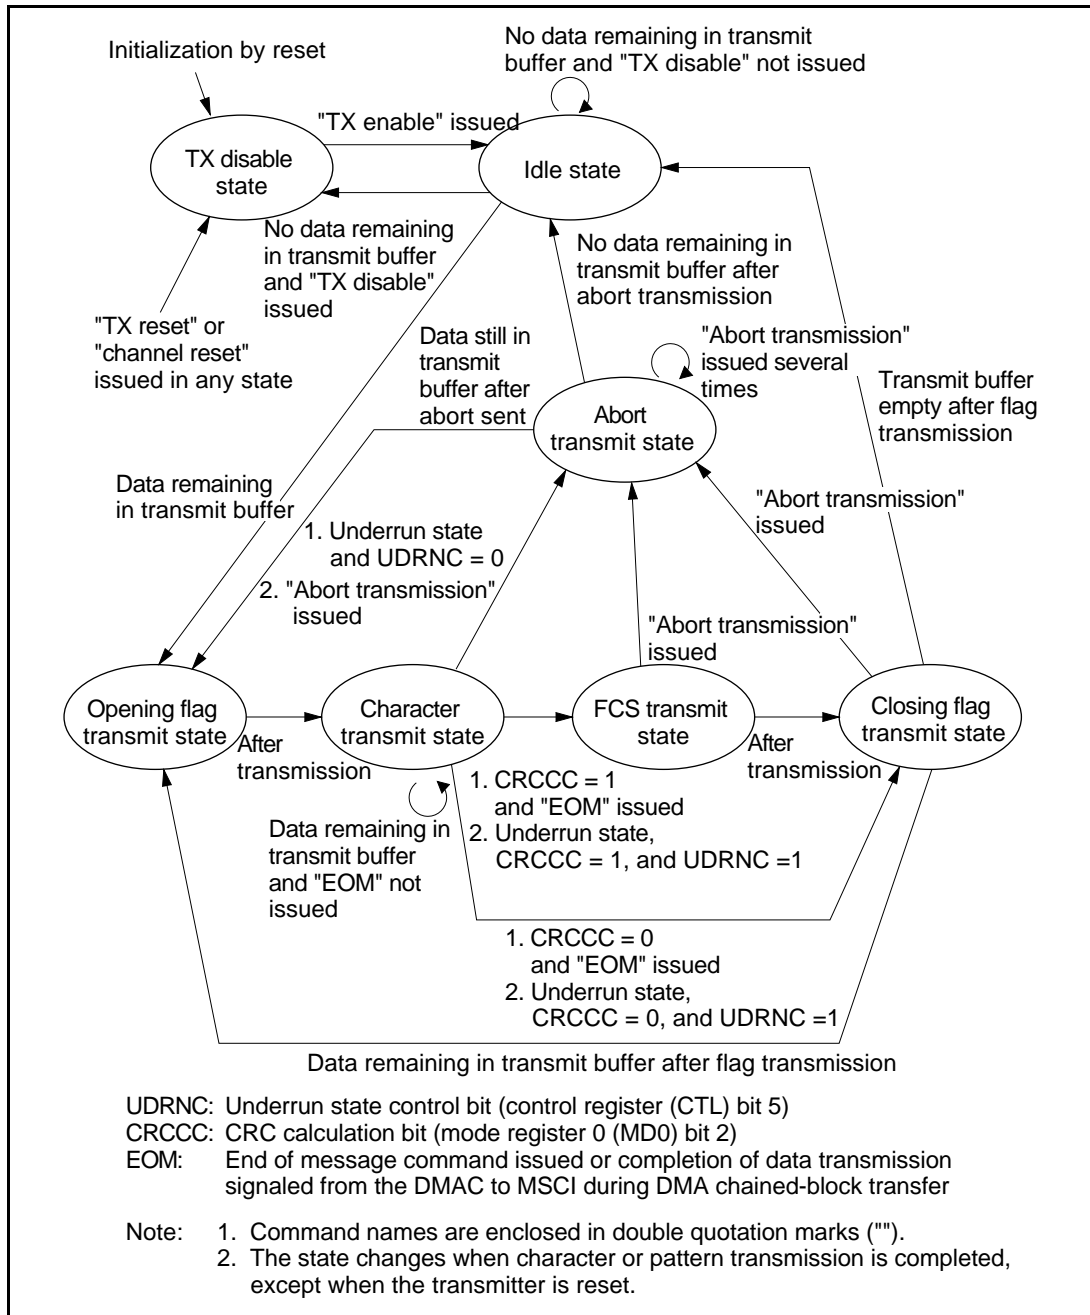 Initialization by reset
No data remaining in transmit
buffer and "TX disable" not issued
"TX enable" issued
TX disable
state
Idle state
No data remaining
in transmit buffer
and "TX disable"
issued
No data remaining in
transmit buffer after
abort transmission
"TX reset" or
"channel reset"
issued in any state
Data still in
transmit
buffer after
abort sent
"Abort transmission"
issued several
times
Transmit buffer
empty after flag
transmission
Abort
transmit state
Data remaining
in transmit buffer
"Abort transmission"
issued
1. Underrun state
and UDRNC = 0
2. "Abort transmission"
issued
"Abort transmission"
issued
Opening flag
transmit state
After
transmission
Character
transmit state
FCS transmit
state
After
transmission
Closing flag
transmit state
1. CRCCC = 1
and "EOM" issued
2. Underrun state,
CRCCC = 1, and UDRNC =1
Data remaining in
transmit buffer
and "EOM" not
issued
1. CRCCC = 0
and "EOM" issued
2. Underrun state,
CRCCC = 0, and UDRNC =1
Data remaining in transmit buffer after flag transmission
UDRNC: Underrun state control bit (control register (CTL) bit 5)
CRCCC: CRC calculation bit (mode register 0 (MD0) bit 2)
EOM: End of message command issued or completion of data transmission
signaled from the DMAC to MSCI during DMA chained-block transfer
Note: 1. Command names are enclosed in double quotation marks ("").
2. The state changes when character or pattern transmission is completed,
except when the transmitter is reset.